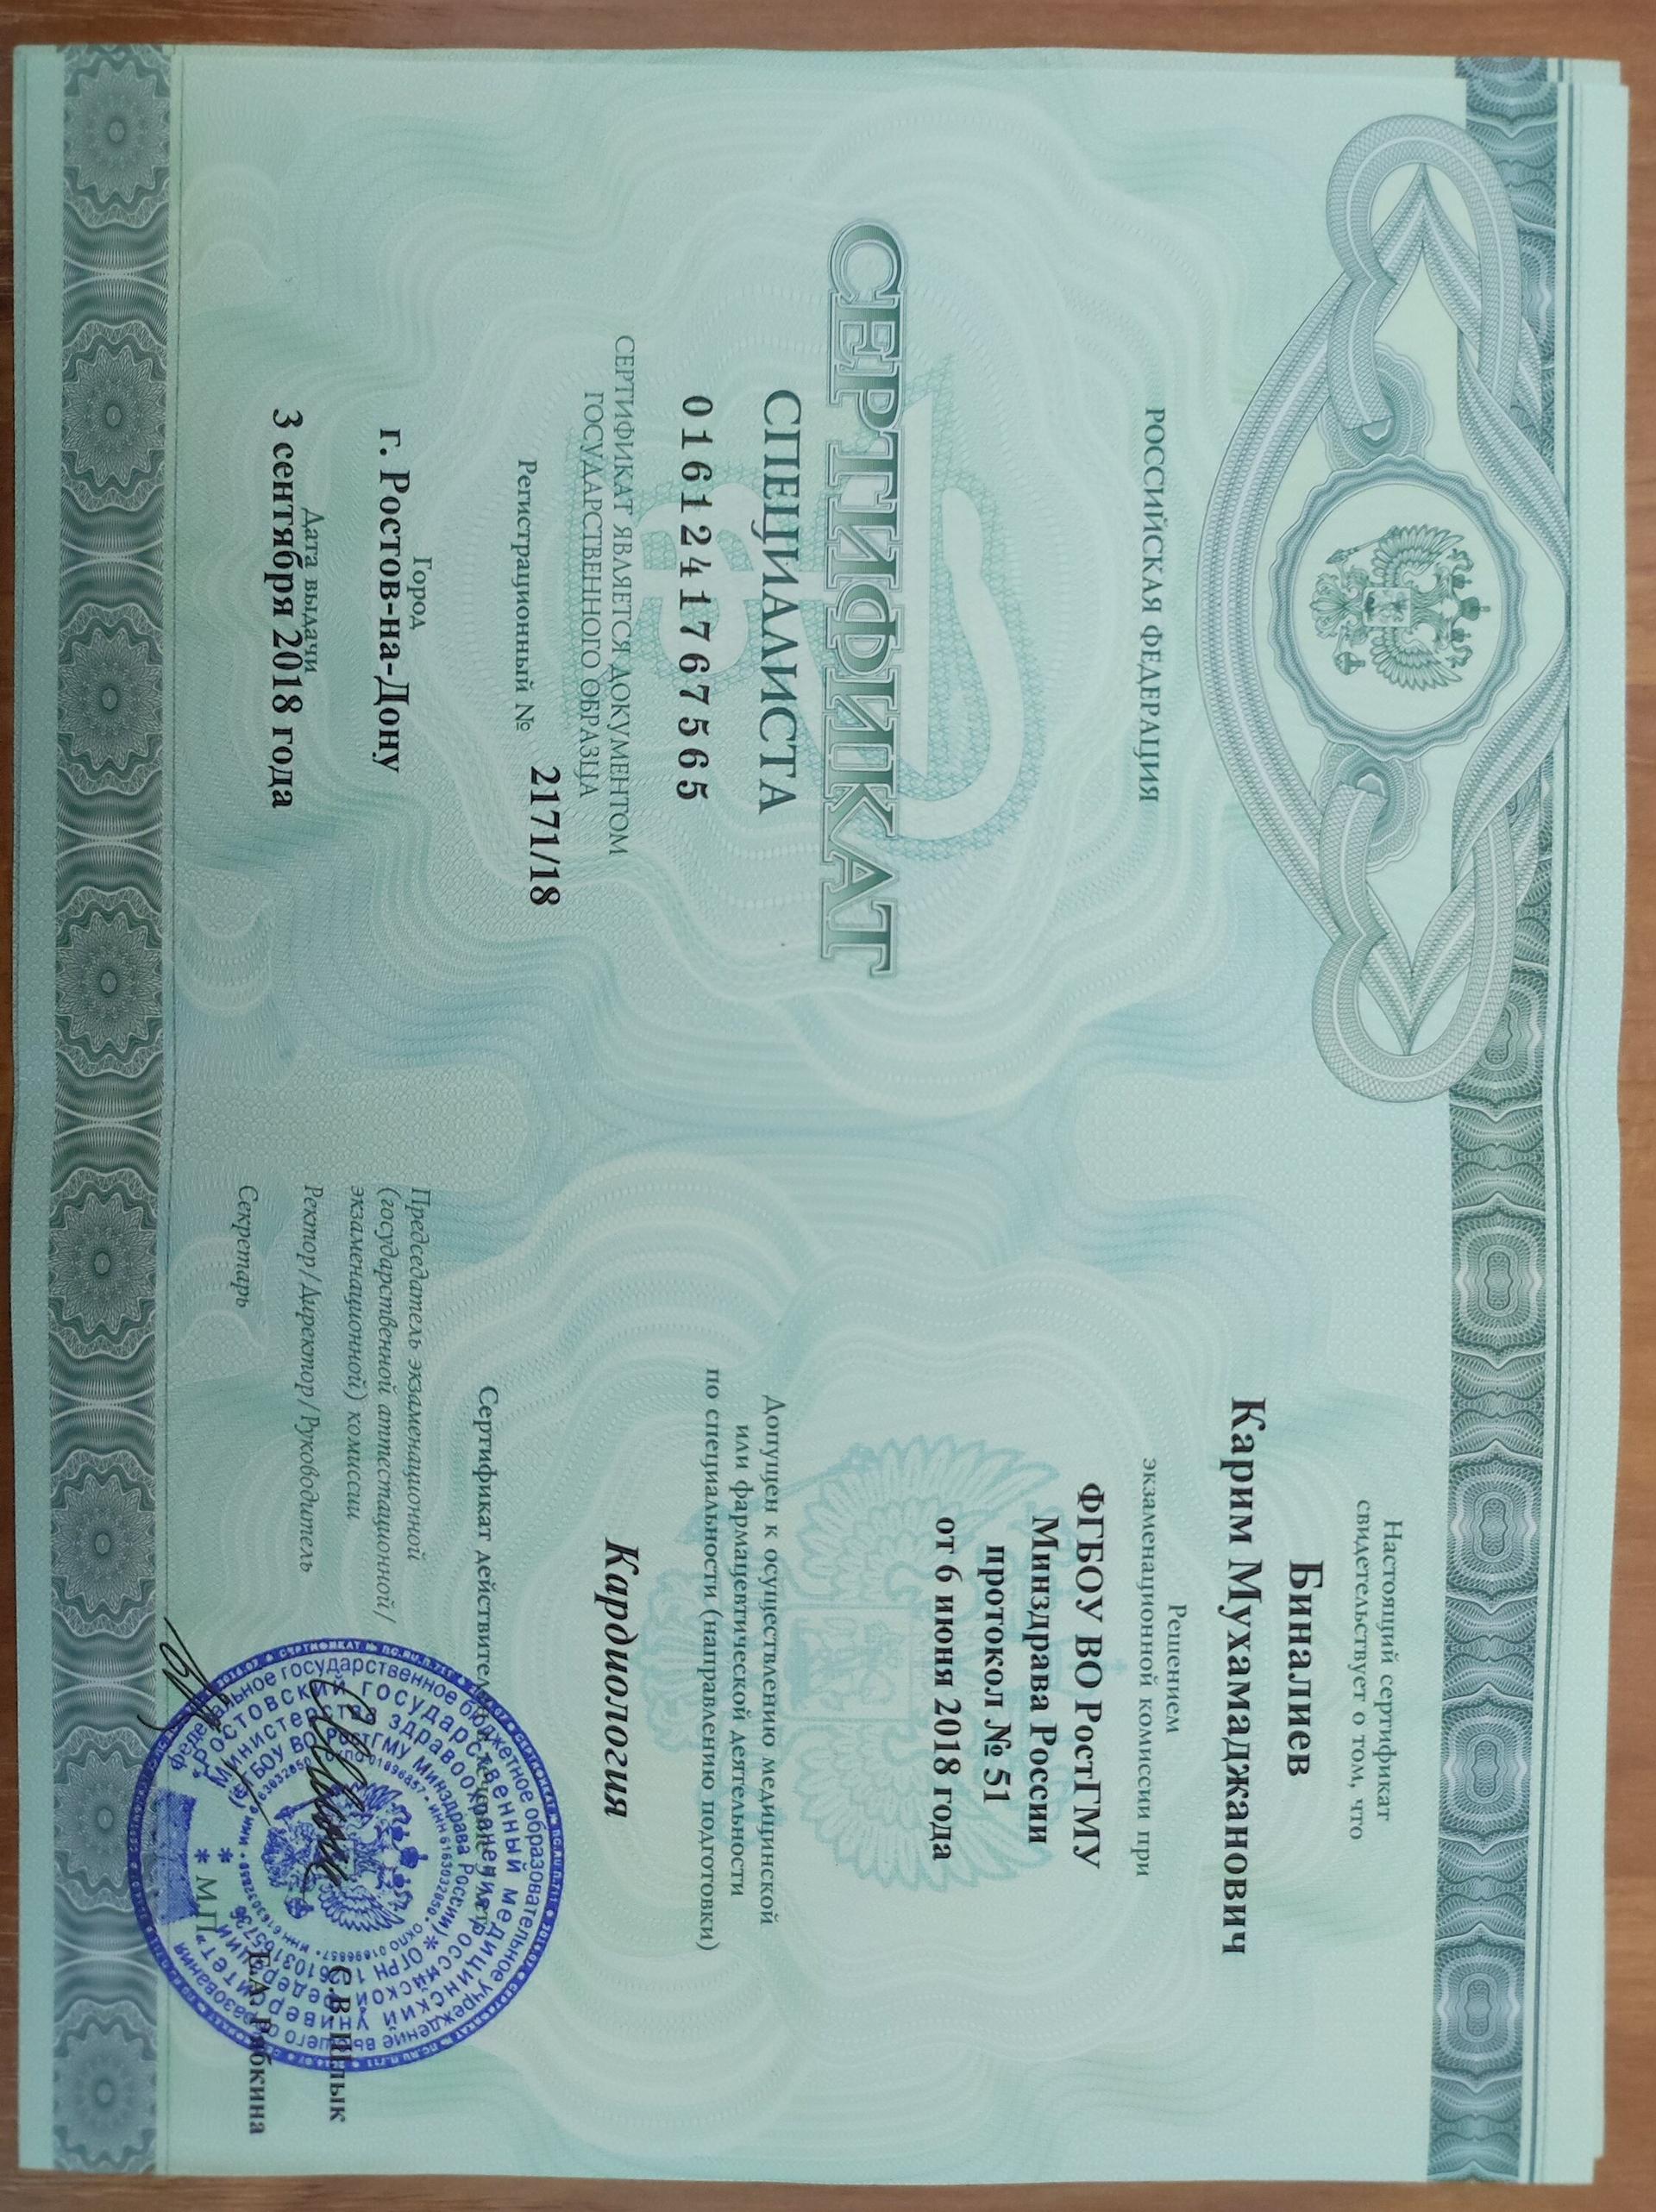 РОССИЙСКАЯ ФЕДЕРАЦИЯ
СЕРТИФИКАТ
СПЕЦИАЛИСТА
0161241767565
СЕРТИФИКАТ ЯВЛЯЕТСЯ ДОКУМЕНТОМ
ГОСУДАРСТВЕННОГО ОБРАЗЦА
Регистрационный № 2171/18
Город
г. Ростов-на-Дону
Дата выдачи
3 сентября 2018 года
Настоящий сертификат
свидетельствует о том, что
Биналиев
Карим Мухамаджанович
Решением
экзаменационной комиссии при
ФГБОУ ВО РостГМУ
Минздрава России
протокол № 51
от 6 июня 2018 года
Допущен к осуществлению медицинской
или фармацевтической деятельности
по специальности (направлению подготовки)
Кардиология
Сертификат действителен
Председатель экзаменационной
(государственной аттестационной/
экзаменационной) комиссии
Ректор/Директор/Руководитель
С.В. Шлык
Секретарь
Е.А. Рябкина
М.П.